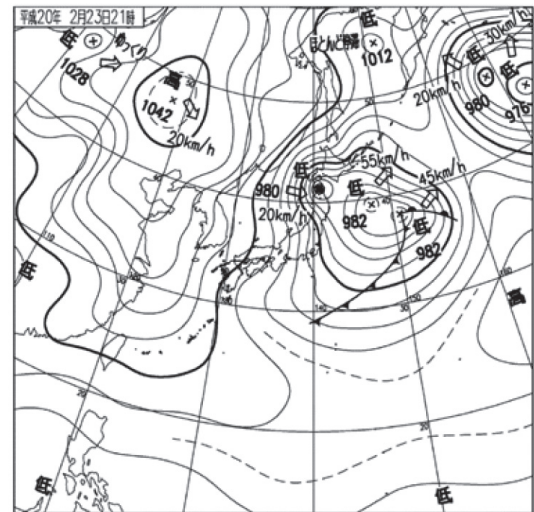 平成20年 2月23日21時
低
ゆっくり
1028
高
1042
20km/h
低
ほとんど停滞
1012
低
30km/h
低
20km/h
980
976
低
980
20km/h
55km/h
低
982
45km/h
低
982
低
高
低
低